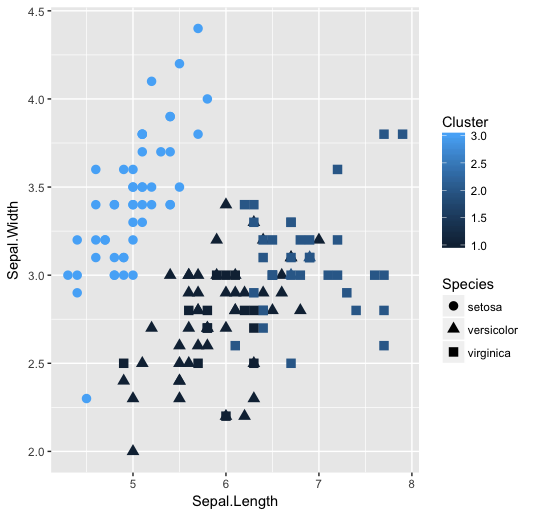 4.5
4.0
3.5
3.0
2.5
2.0
Sepal.Width
5 6 7 8
Sepal.Length
Cluster
3.0
2.5
2.0
1.5
1.0
Species
setosa
versicolor
virginica